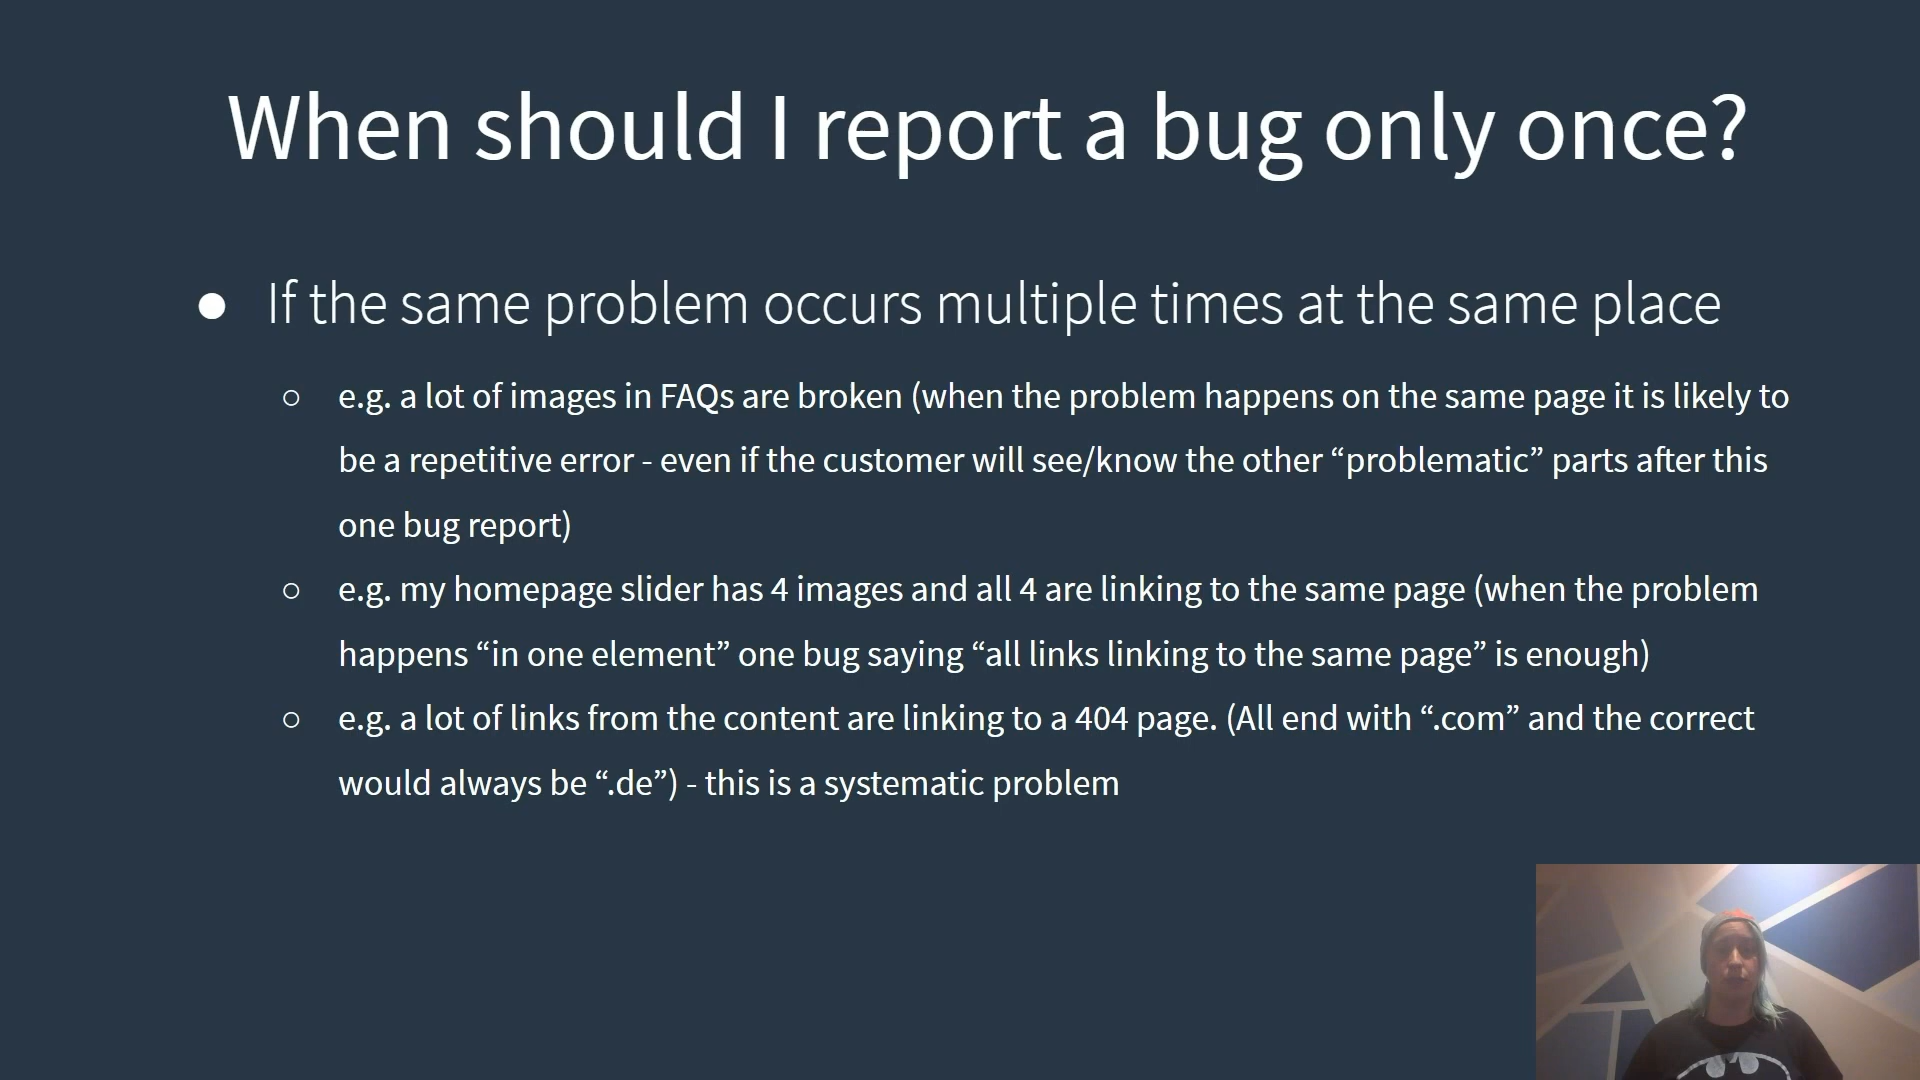 When should I report a bug only once?
● If the same problem occurs multiple times at the same place
○ e.g. a lot of images in FAQs are broken (when the problem happens on the same page it is likely to
be a repetitive error - even if the customer will see/know the other “problematic” parts after this
one bug report)
○ e.g. my homepage slider has 4 images and all 4 are linking to the same page (when the problem
happens “in one element” one bug saying “all links linking to the same page” is enough)
○ e.g. a lot of links from the content are linking to a 404 page. (All end with “.com” and the correct
would always be “.de”) - this is a systematic problem